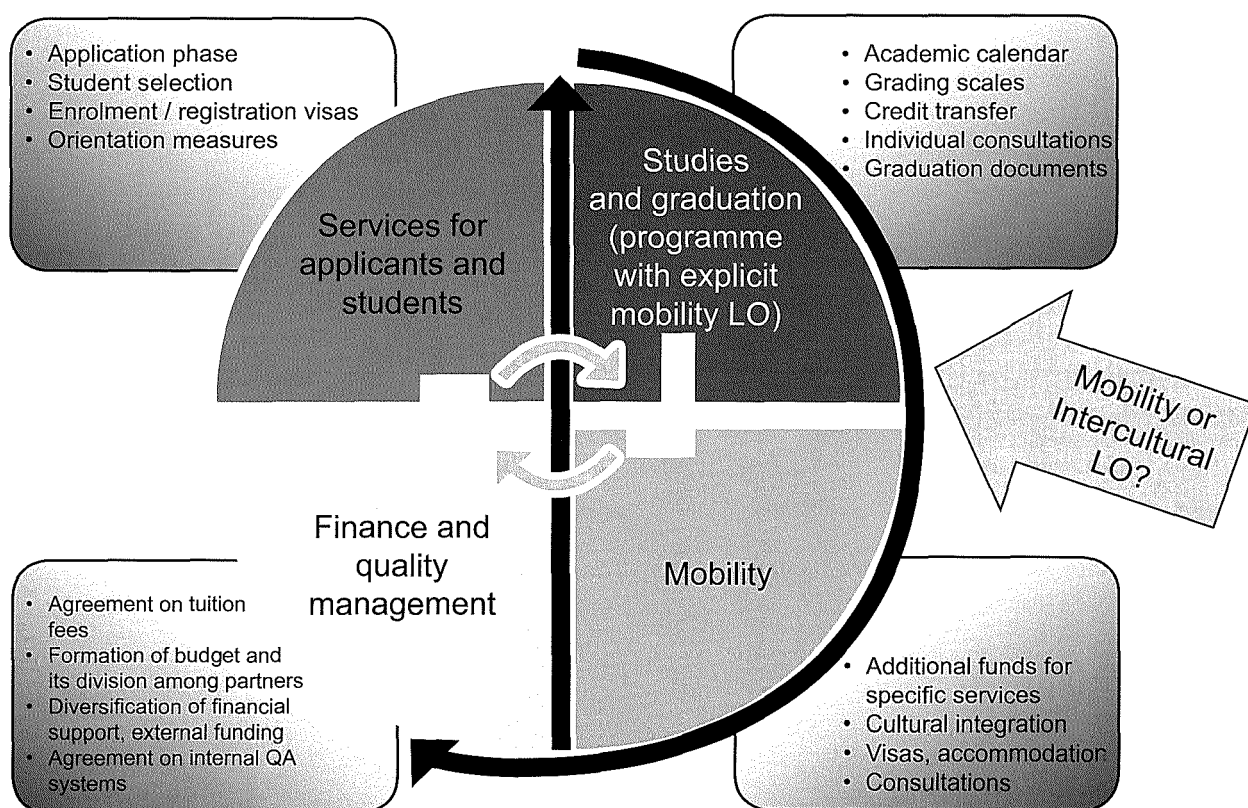 • Application phase
• Student selection
• Enrolment / registration visas
• Orientation measures
• Academic calendar
• Grading scales
• Credit transfer
• Individual consultations
• Graduation documents
Services for
applicants and
students
Studies
and graduation
(programme
with explicit
mobility LO)
Mobility or
Intercultural
LO?
Finance and
quality
management
Mobility
• Agreement on tuition
fees
• Formation of budget and
its division among partners
• Diversification of financial
support, external funding
• Agreement on internal QA
systems
• Additional funds for
specific services
• Cultural integration
• Visas, accommodation
• Consultations